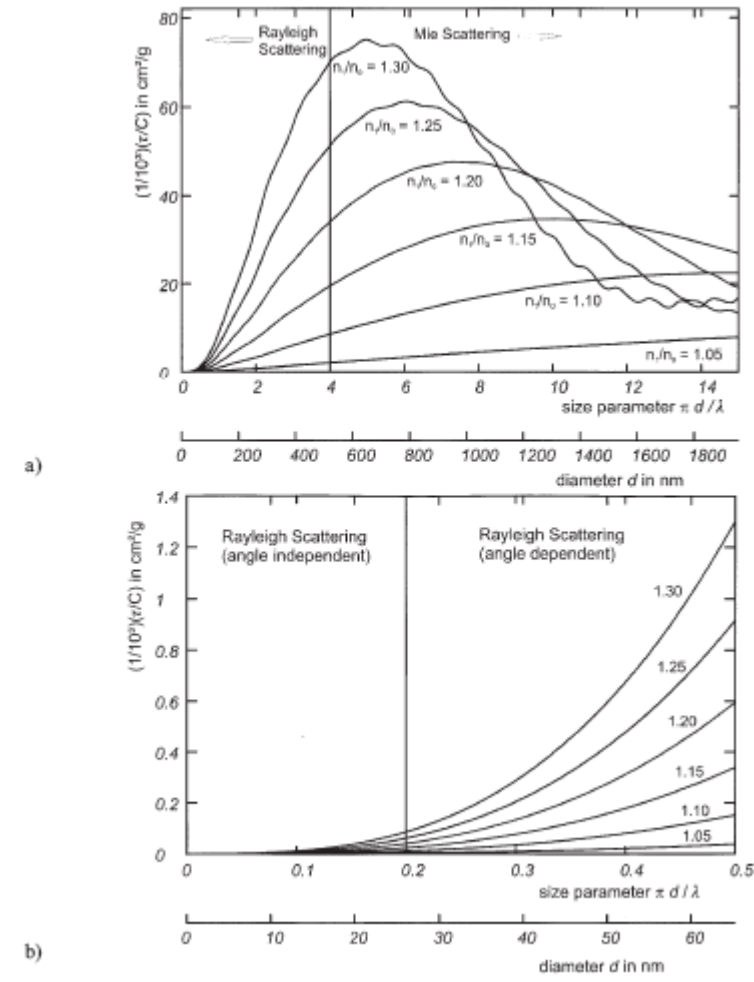 80
60
40
20
0
(1/10³)(τ/C) in cm²/g
Rayleigh
Scattering
Mie Scattering
n₁/n₀ = 1.30
n₁/n₀ = 1.25
n₁/n₀ = 1.20
n₁/n₀ = 1.15
n₁/n₀ = 1.10
n₁/n₀ = 1.05
0 2 4 6 8 10 12 14
size parameter π d / λ
0 200 400 600 800 1000 1200 1400 1600 1800
diameter d in nm
a)
1.4
1.2
1
0.8
0.6
0.4
0.2
0
(1/10³)(τ/C) in cm²/g
Rayleigh Scattering
(angle independent)
Rayleigh Scattering
(angle dependent)
1.30
1.25
1.20
1.15
1.10
1.05
0 0.1 0.2 0.3 0.4 0.5
size parameter π d / λ
0 10 20 30 40 50 60
diameter d in nm
b)